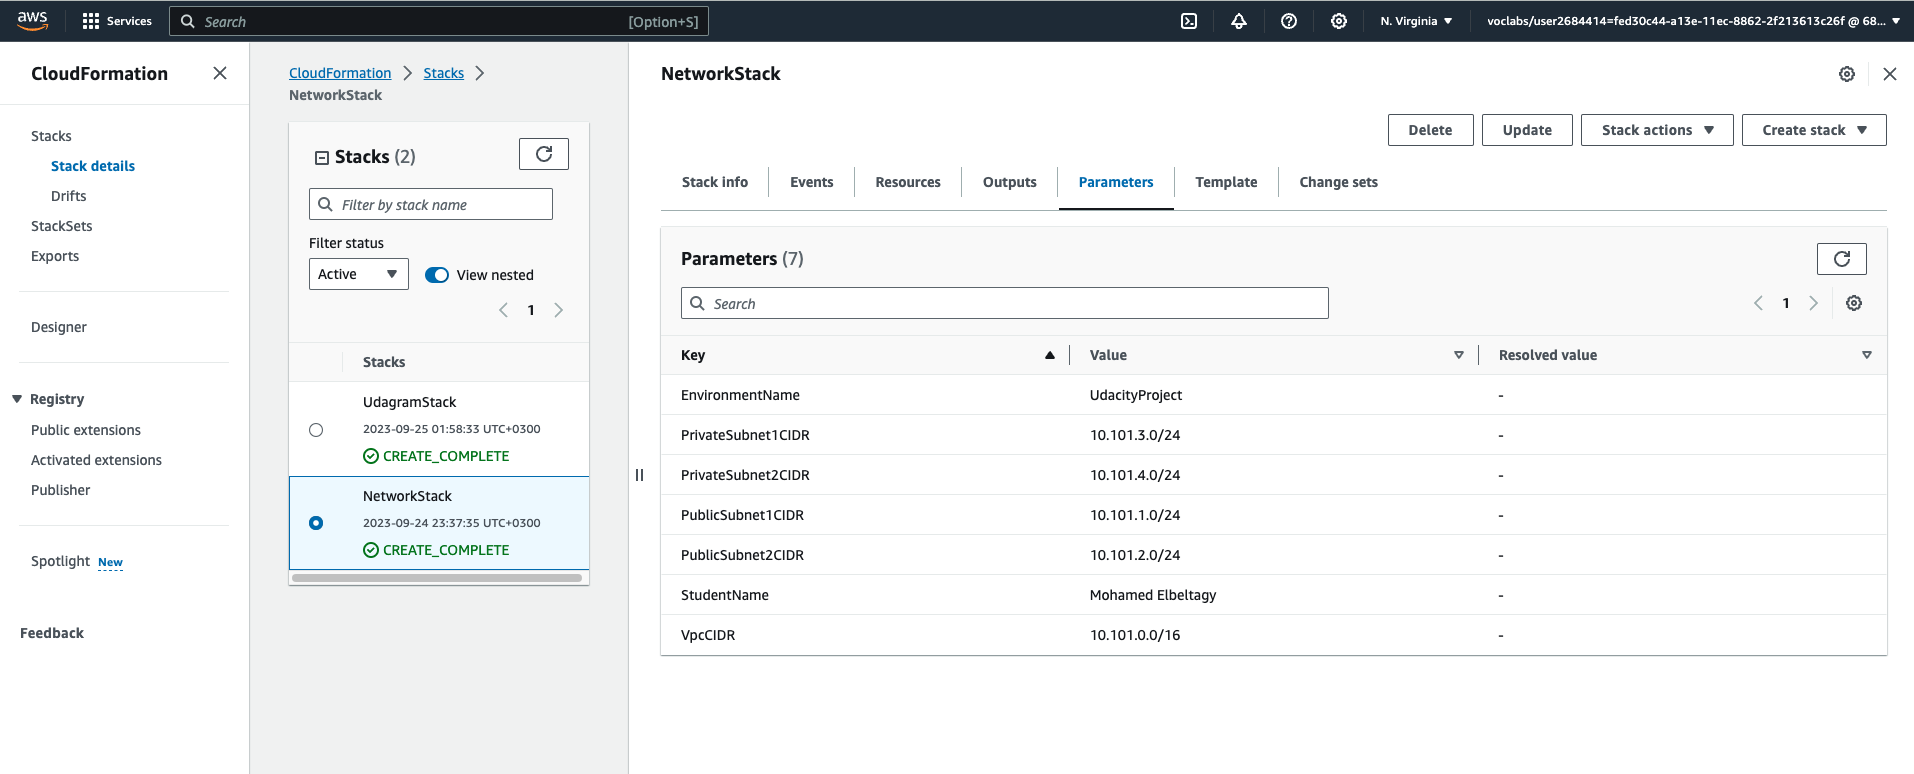 aws
Services
Search
[Option+S]
N. Virginia
voclabs/user2684414=fed30c44-a13e-11ec-8862-2f213613c26f @ 68...
CloudFormation
Stacks
Stack details
Drifts
StackSets
Exports
Designer
Registry
Public extensions
Activated extensions
Publisher
Spotlight New
Feedback
CloudFormation
Stacks
NetworkStack
Stacks (2)
Filter by stack name
Filter status
Active
View nested
1
Stacks
UdagramStack
2023-09-25 01:58:33 UTC+0300
CREATE_COMPLETE
NetworkStack
2023-09-24 23:37:35 UTC+0300
CREATE_COMPLETE
NetworkStack
Delete
Update
Stack actions
Create stack
Stack info
Events
Resources
Outputs
Parameters
Template
Change sets
Parameters (7)
Search
1
Key Value Resolved value
EnvironmentName UdacityProject -
PrivateSubnet1CIDR 10.101.3.0/24 -
PrivateSubnet2CIDR 10.101.4.0/24 -
PublicSubnet1CIDR 10.101.1.0/24 -
PublicSubnet2CIDR 10.101.2.0/24 -
StudentName Mohamed Elbeltagy -
VpcCIDR 10.101.0.0/16 -